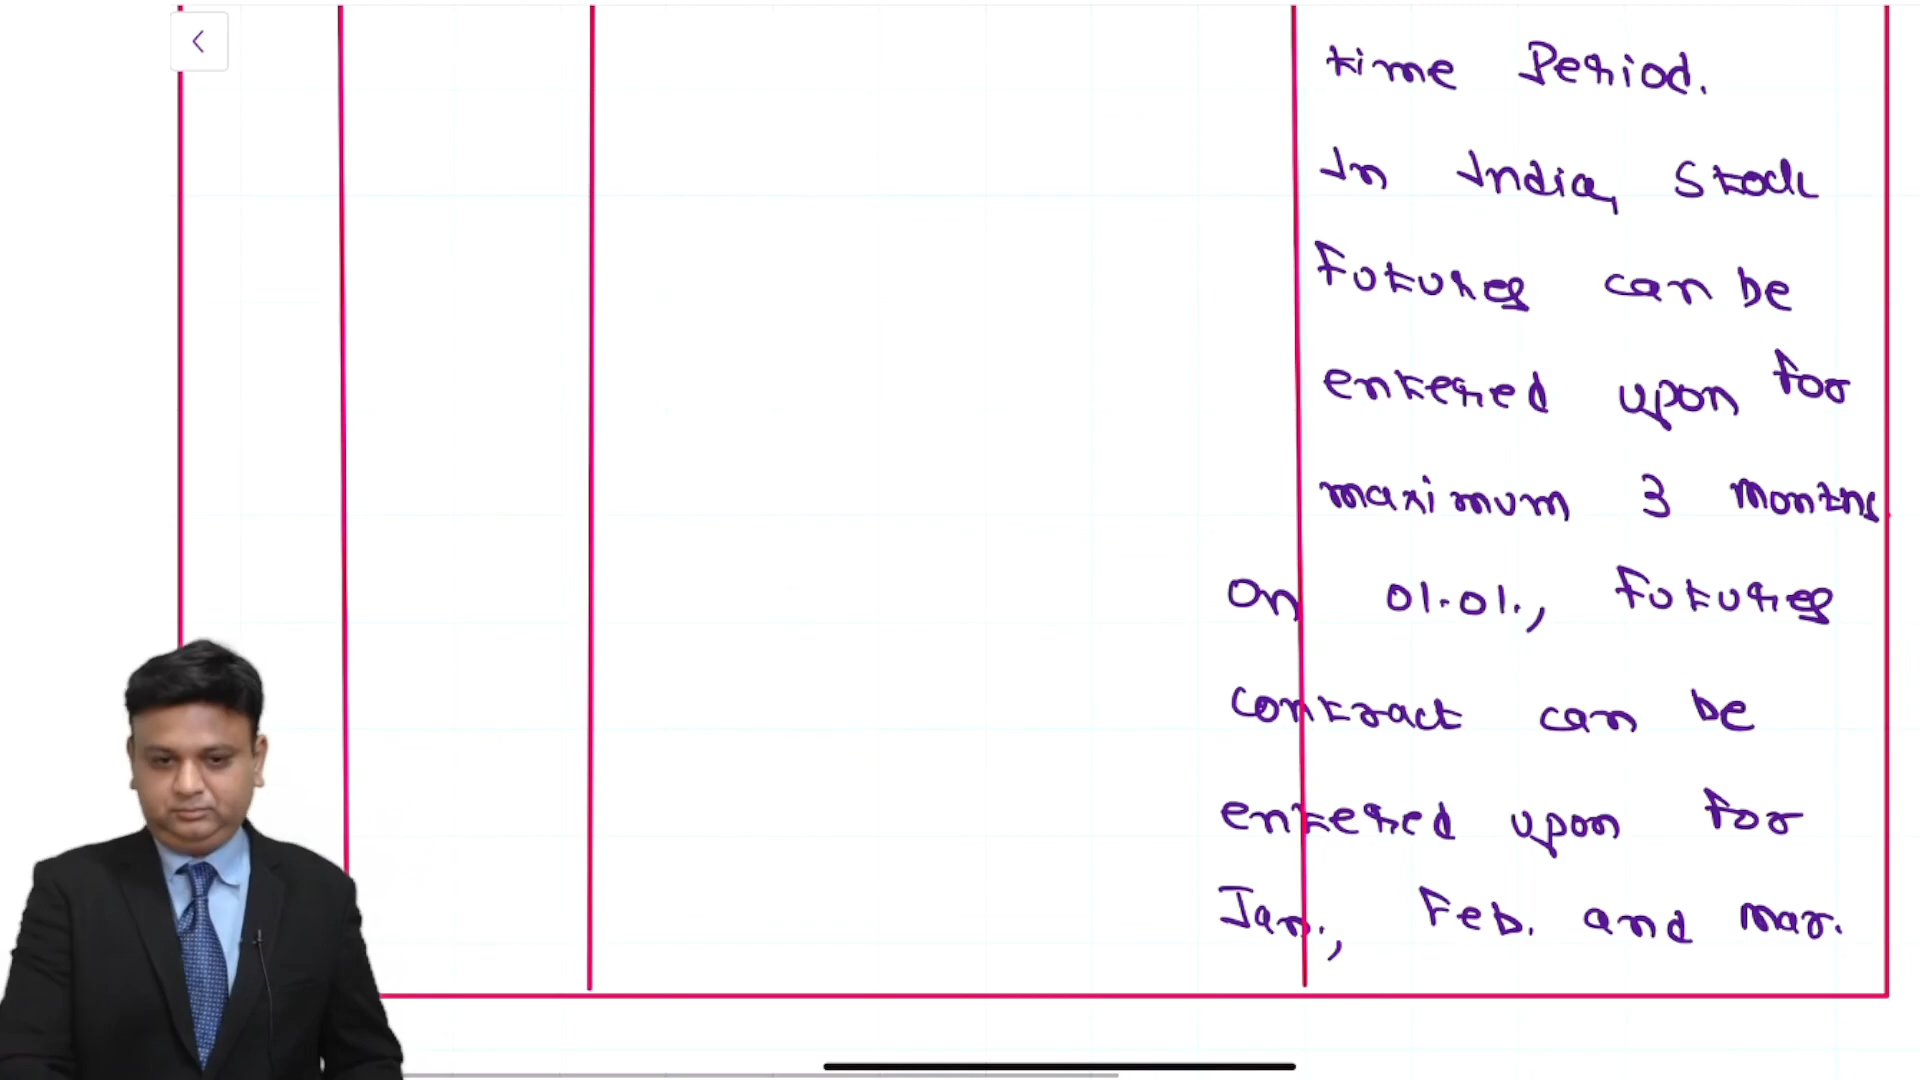 time Period.
In India, Stock
Futures can be
entered upon for
maximum 3 months.
On 01.01., Futures
contract can be
entered upon for
Jan., Feb. and mar.